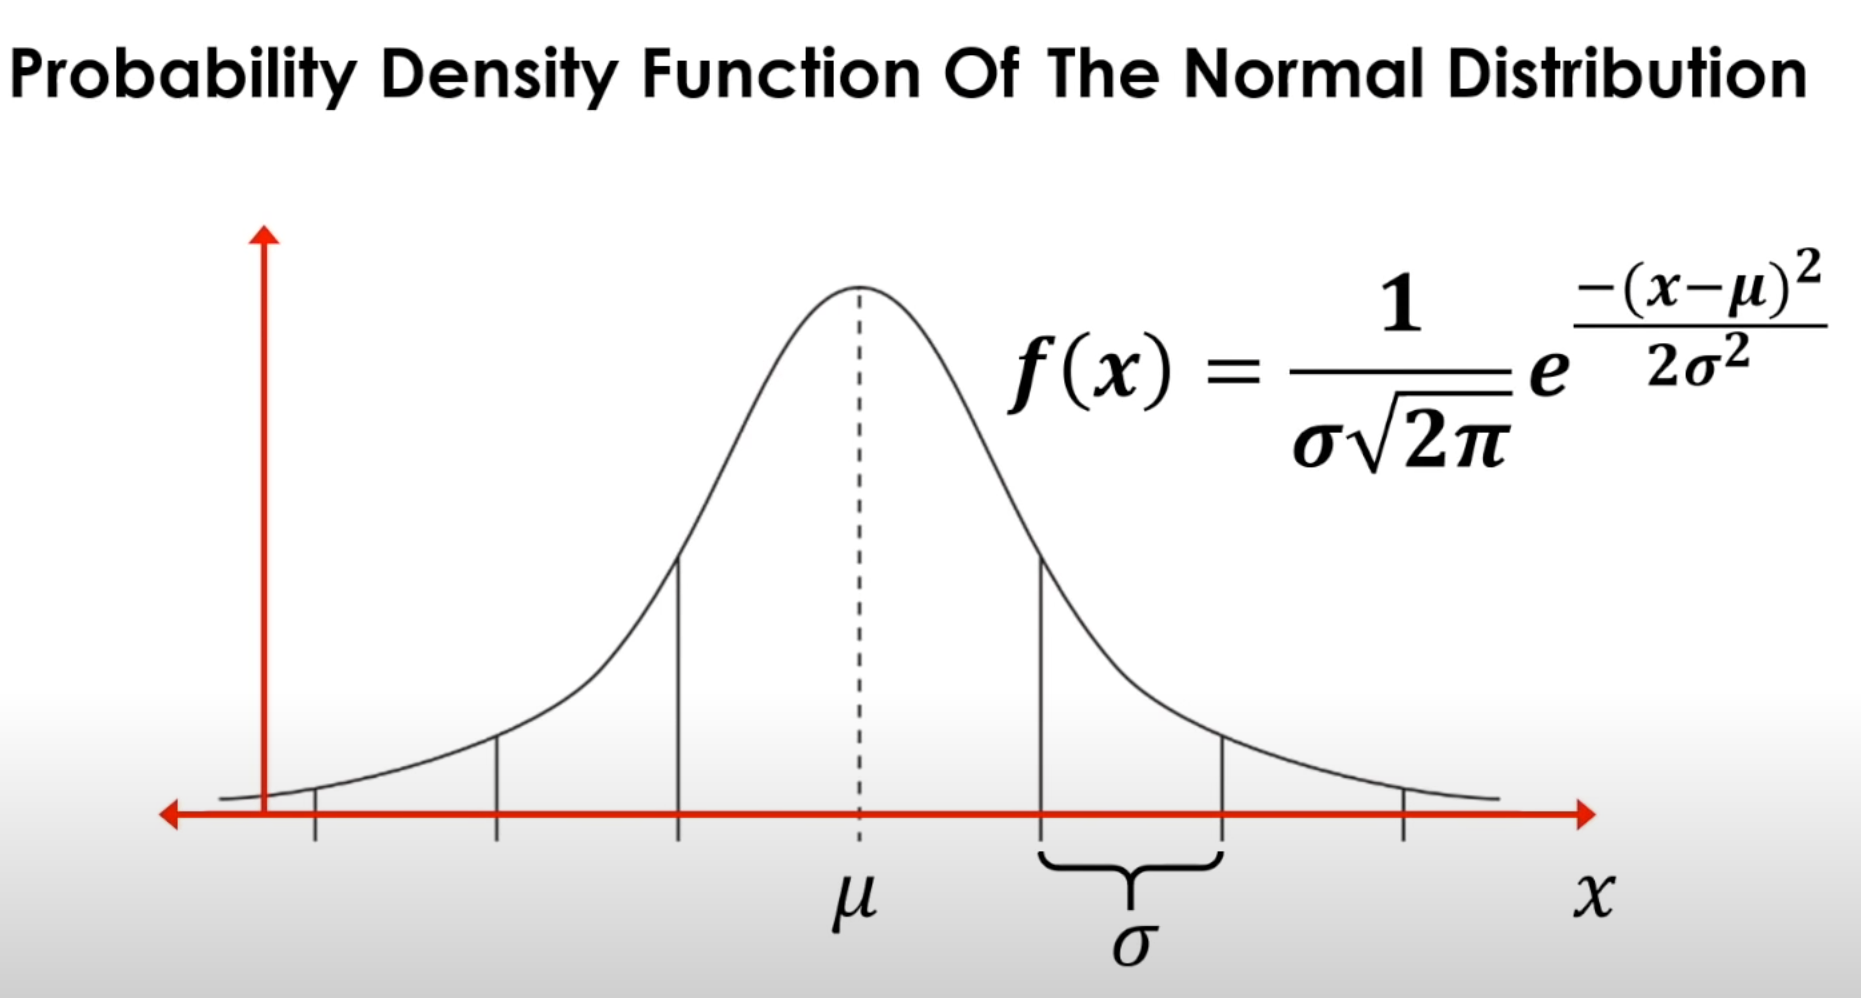 Probability Density Function Of The Normal Distribution
f(x) = 1/(σ√(2π)) e^(−(x−μ)²/(2σ²))
μ
x
σ